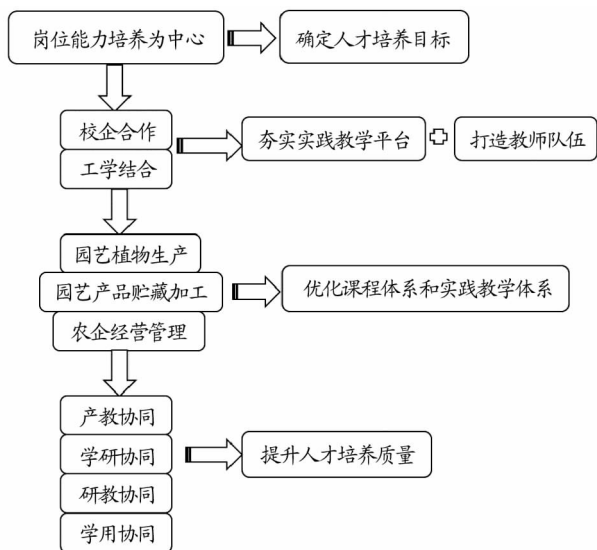 岗位能力培养为中心
确定人才培养目标
校企合作
工学结合
夯实实践教学平台
打造教师队伍
园艺植物生产
园艺产品贮藏加工
农企经营管理
优化课程体系和实践教学体系
产教协同
学研协同
研教协同
学用协同
提升人才培养质量